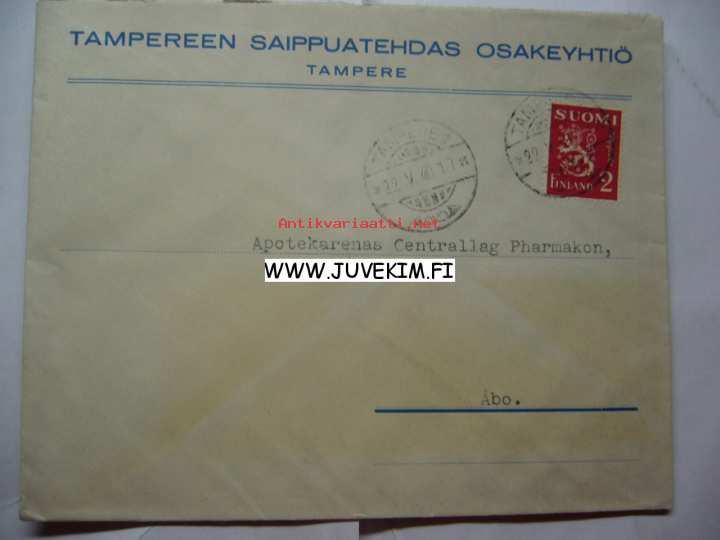 TAMPEREEN SAIPPUATEHDAS OSAKEYHTIÖ
TAMPERE
SUOMI
FINLAND 2
Antikvariaatti.net
Apotekarenas Centrallag Pharmakon,
WWW.JUVEKIM.FI
Åbo.